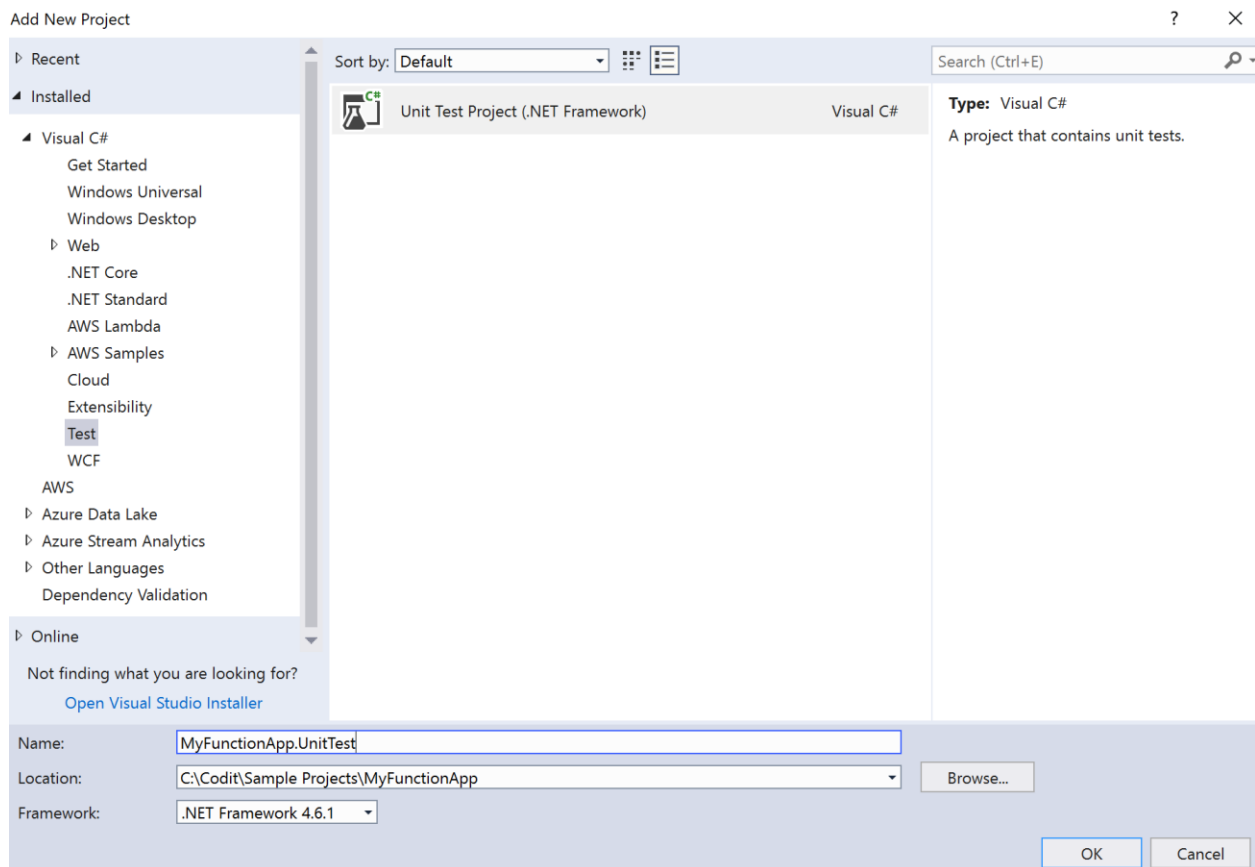 Add New Project
?
Recent
Installed
Visual C#
Get Started
Windows Universal
Windows Desktop
Web
.NET Core
.NET Standard
AWS Lambda
AWS Samples
Cloud
Extensibility
Test
WCF
AWS
Azure Data Lake
Azure Stream Analytics
Other Languages
Dependency Validation
Online
Not finding what you are looking for?
Open Visual Studio Installer
Sort by: Default
C#
Unit Test Project (.NET Framework) Visual C#
Search (Ctrl+E)
Type: Visual C#
A project that contains unit tests.
Name: MyFunctionApp.UnitTest
Location: C:\Codit\Sample Projects\MyFunctionApp Browse...
Framework: .NET Framework 4.6.1
OK Cancel